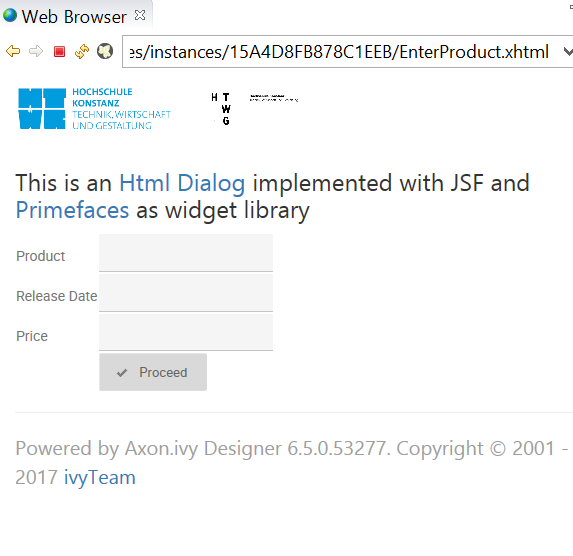 Web Browser
es/instances/15A4D8FB878C1EEB/EnterProduct.xhtml
HOCHSCHULE
KONSTANZ
TECHNIK, WIRTSCHAFT
UND GESTALTUNG
H T
W
G
This is an Html Dialog implemented with JSF and
Primefaces as widget library
Product
Release Date
Price
Proceed
Powered by Axon.ivy Designer 6.5.0.53277. Copyright © 2001 -
2017 ivyTeam